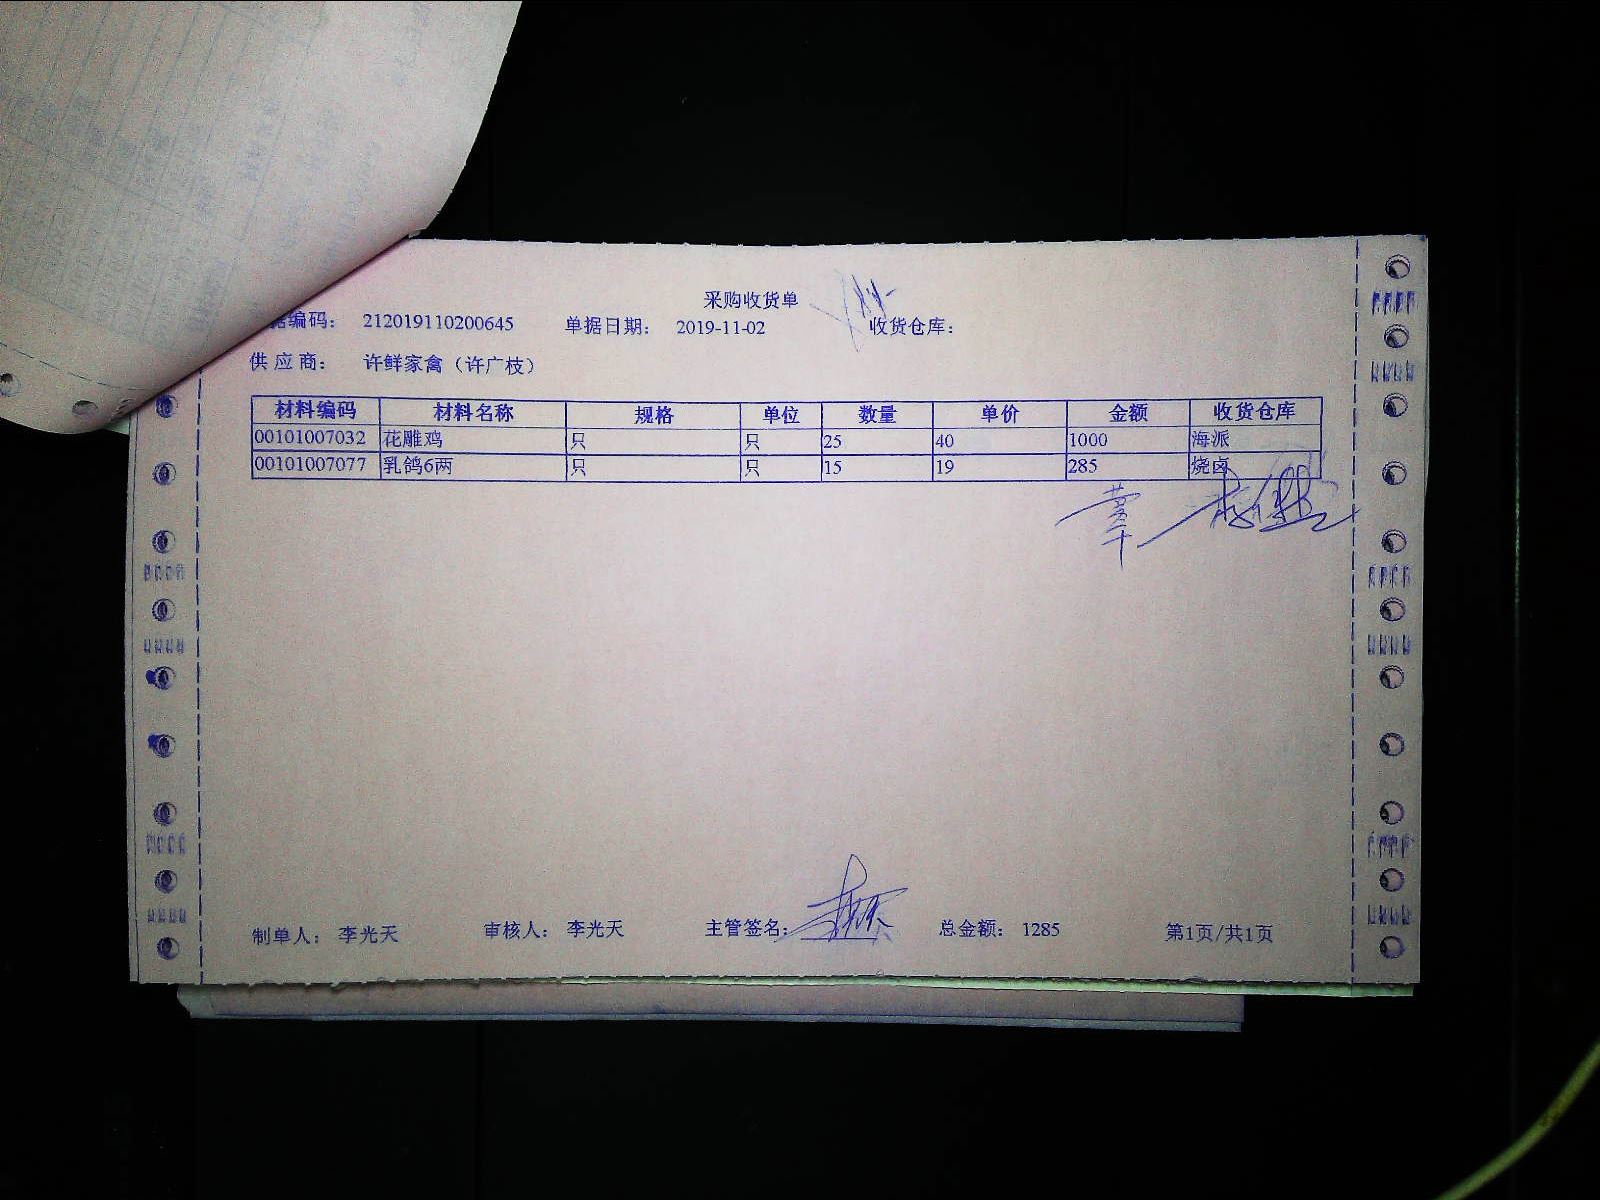 采购收货单
据编码： 212019110200645 单据日期： 2019-11-02 收货仓库：
供应商： 许鲜家禽（许广枝）
材料编码 材料名称 规格 单位 数量 单价 金额 收货仓库
00101007032 花雕鸡 只 只 25 40 1000 海派
00101007077 乳鸽6两 只 只 15 19 285 烧卤
制单人： 李光天 审核人： 李光天 主管签名： 总金额： 1285 第1页/共1页